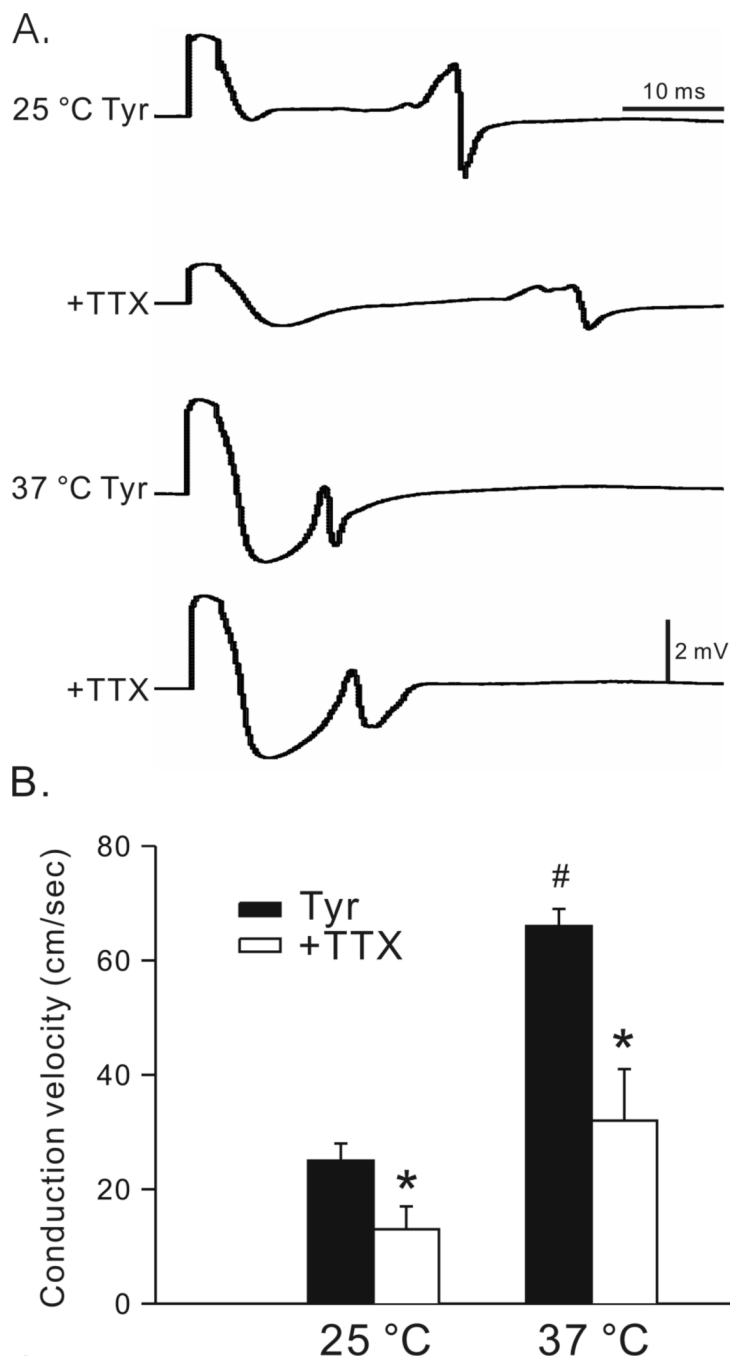 A.
25 °C Tyr
10 ms
+TTX
37 °C Tyr
+TTX
2 mV
B.
Conduction velocity (cm/sec)
80
60
40
20
0
Tyr
+TTX
#
*
*
25 °C
37 °C